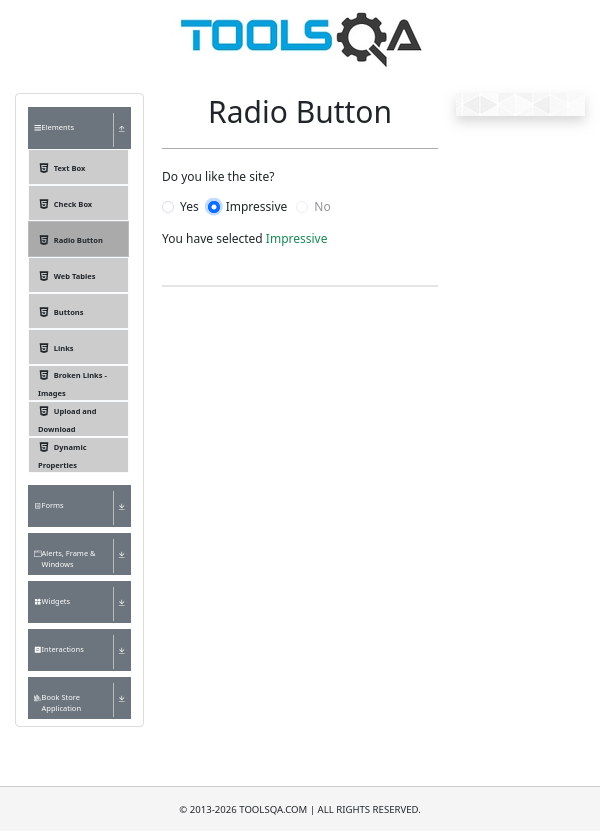 TOOLSQA
Elements
Text Box
Check Box
Radio Button
Web Tables
Buttons
Links
Broken Links -
Images
Upload and
Download
Dynamic
Properties
Forms
Alerts, Frame &
Windows
Widgets
Interactions
Book Store
Application
Radio Button
Do you like the site?
Yes Impressive No
You have selected Impressive
© 2013-2026 TOOLSQA.COM | ALL RIGHTS RESERVED.